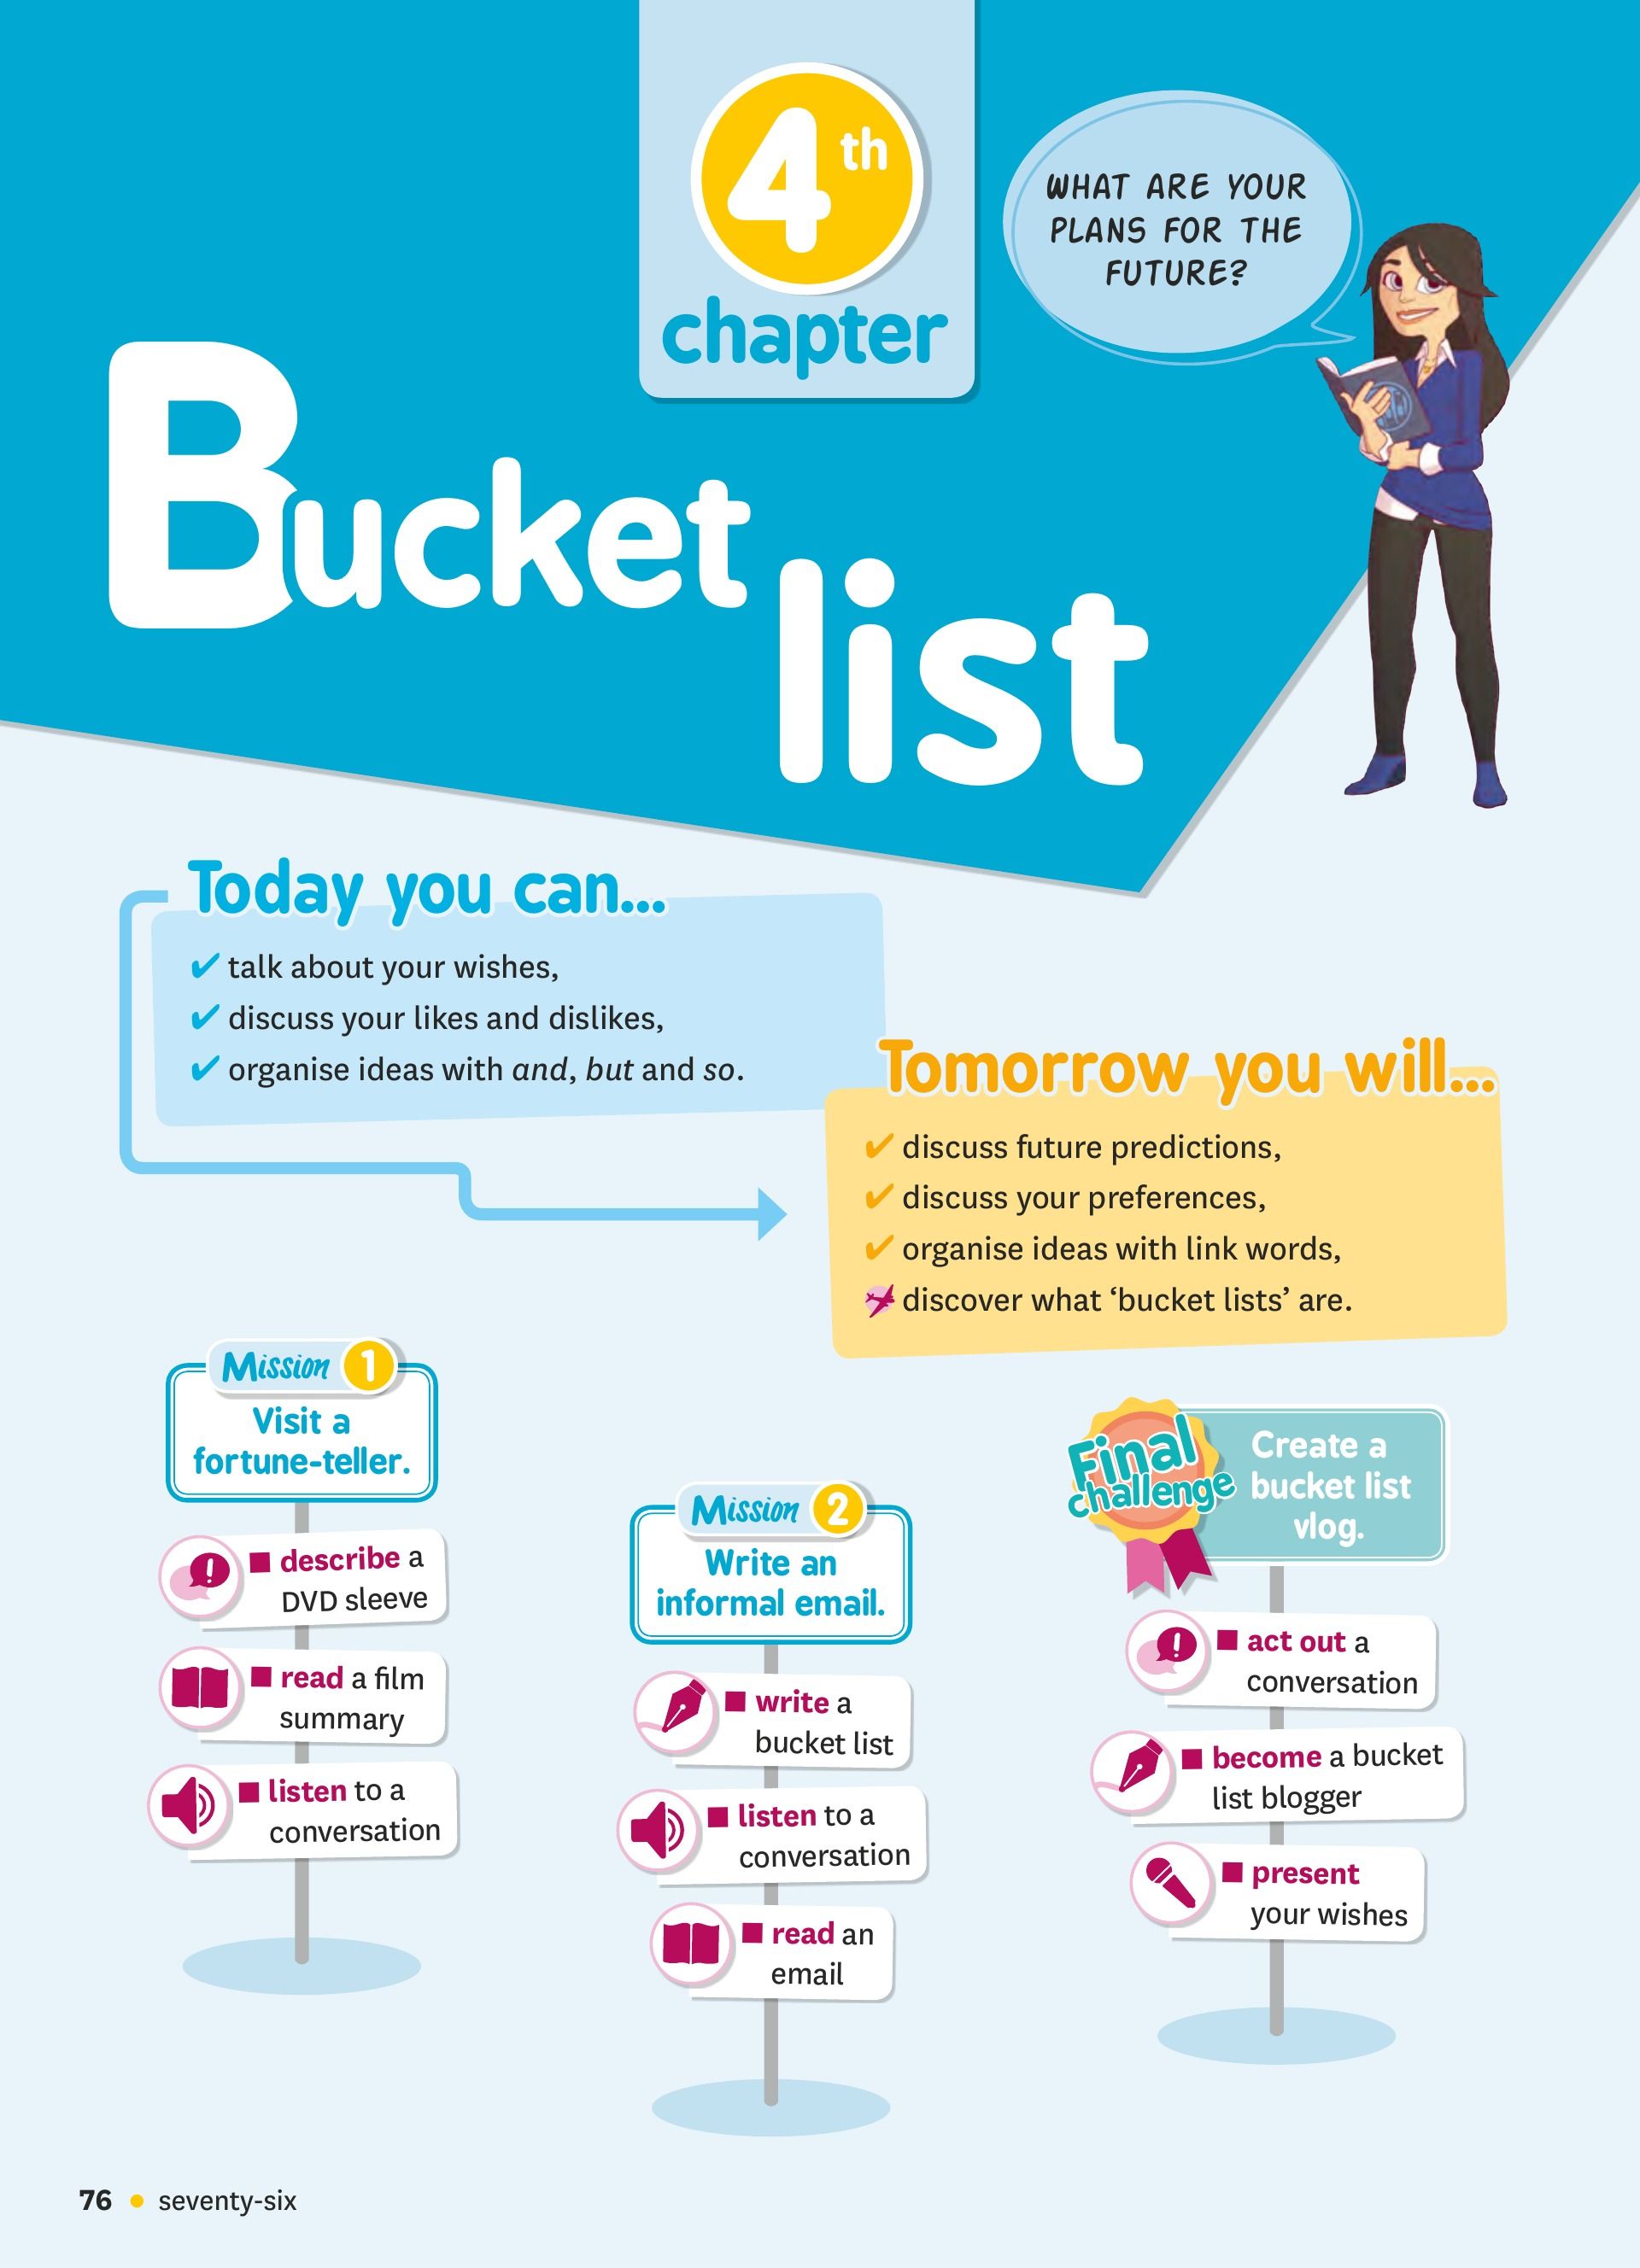 4th
chapter
WHAT ARE YOUR
PLANS FOR THE
FUTURE?
Bucket
list
Today you can...
✔ talk about your wishes,
✔ discuss your likes and dislikes,
✔ organise ideas with and, but and so.
Tomorrow you will...
✔ discuss future predictions,
✔ discuss your preferences,
✔ organise ideas with link words,
discover what ‘bucket lists’ are.
Mission 1
Visit a
fortune-teller.
■ describe a
DVD sleeve
■ read a film
summary
■ listen to a
conversation
Mission 2
Write an
informal email.
■ write a
bucket list
■ listen to a
conversation
■ read an
email
Final
challenge
Create a
bucket list
vlog.
■ act out a
conversation
■ become a bucket
list blogger
■ present
your wishes
76 • seventy-six